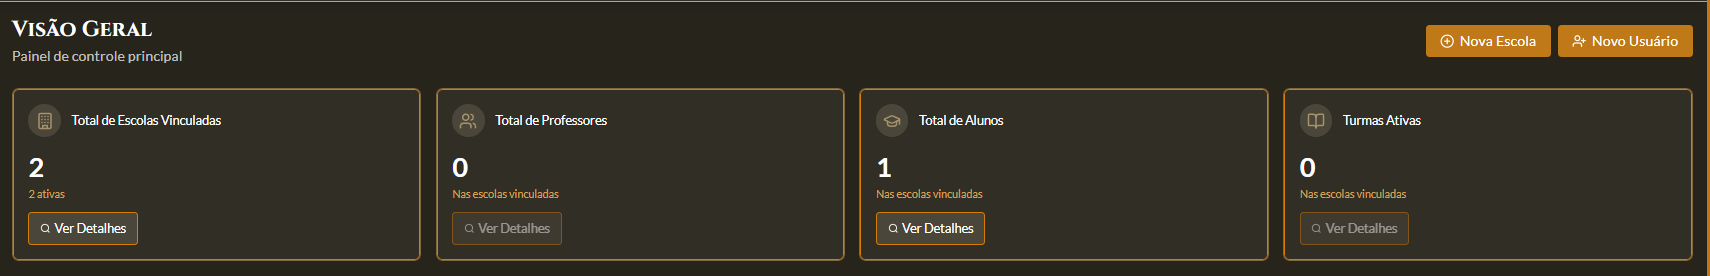 Visão Geral
Painel de controle principal
Nova Escola
Novo Usuário
Total de Escolas Vinculadas
2
2 ativas
Ver Detalhes
Total de Professores
0
Nas escolas vinculadas
Ver Detalhes
Total de Alunos
1
Nas escolas vinculadas
Ver Detalhes
Turmas Ativas
0
Nas escolas vinculadas
Ver Detalhes